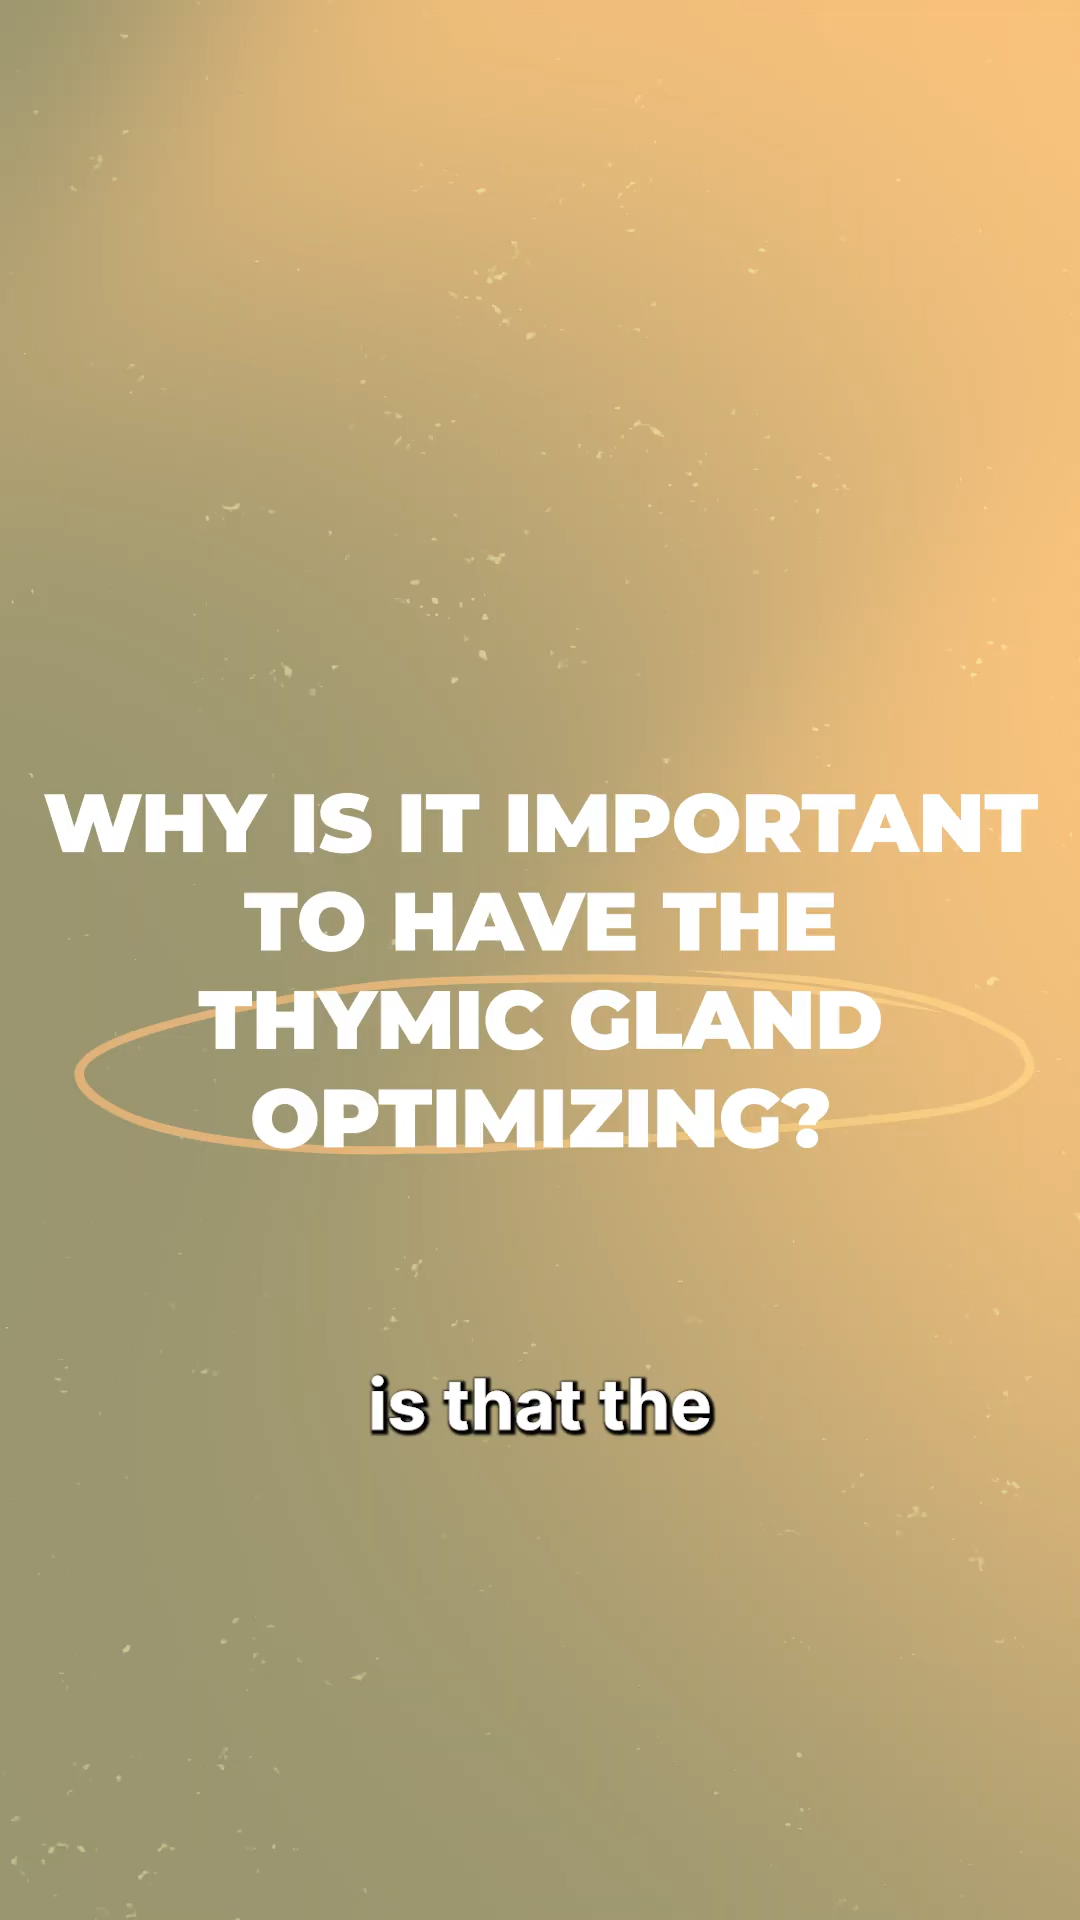 WHY IS IT IMPORTANT
TO HAVE THE
THYMIC GLAND
OPTIMIZING?
is that the